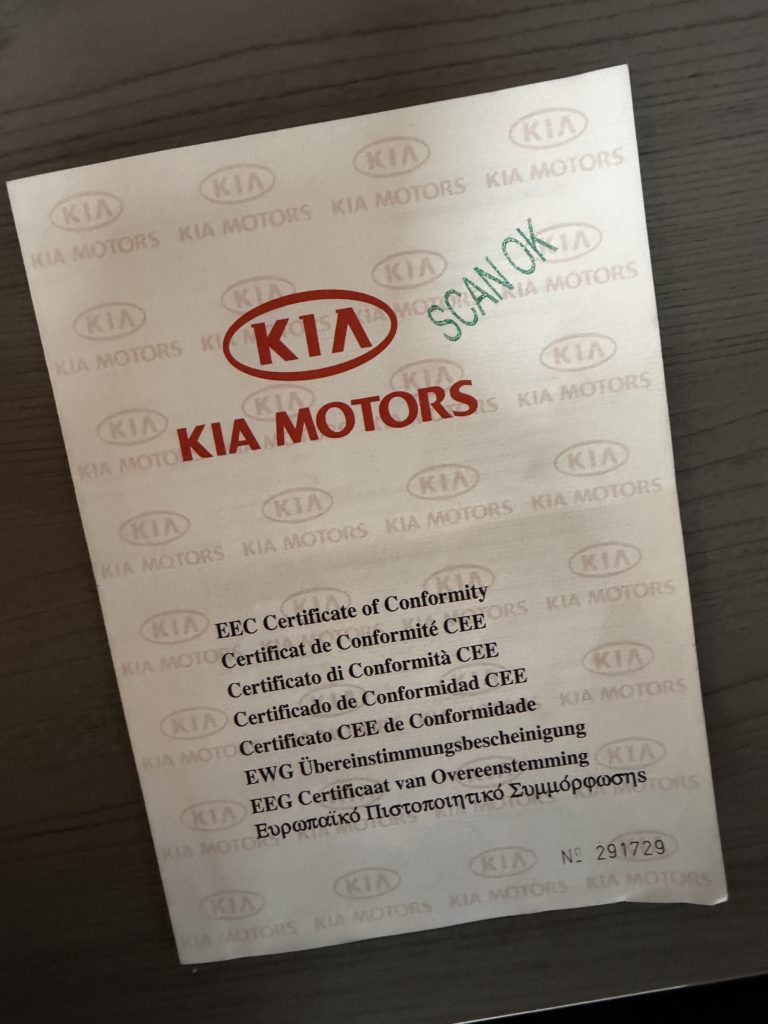 KIA
KIA MOTORS
SCAN OK
EEC Certificate of Conformity
Certificat de Conformité CEE
Certificato di Conformità CEE
Certificado de Conformidad CEE
Certificato CEE de Conformidade
EWG Übereinstimmungsbescheinigung
EEG Certificaat van Overeenstemming
Ευρωπαϊκό Πιστοποιητικό Συμμόρφωσης
Nº 291729